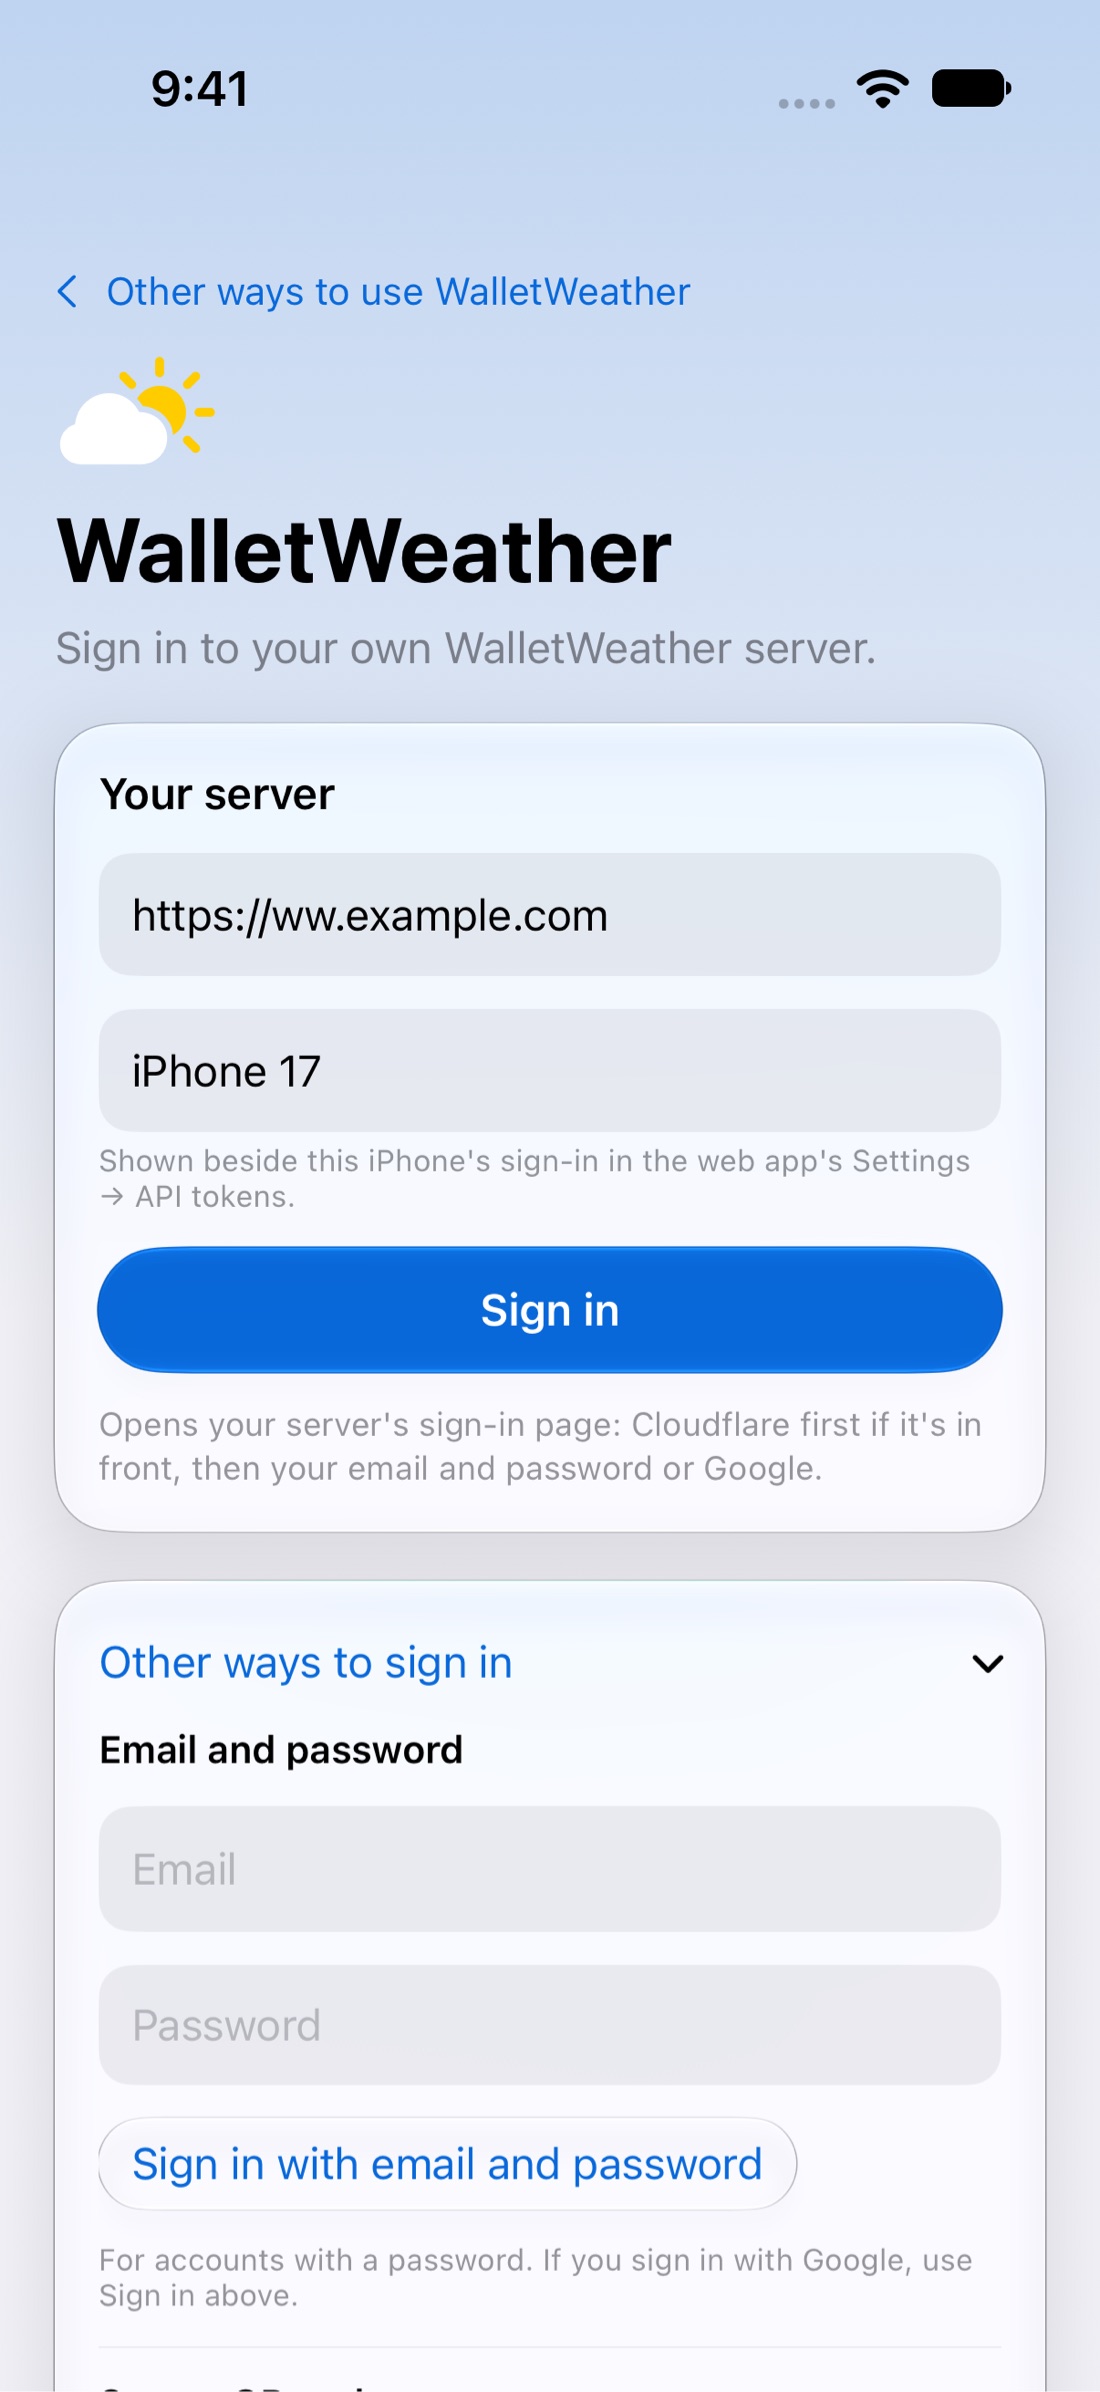 9:41
Other ways to use WalletWeather
WalletWeather
Sign in to your own WalletWeather server.
Your server
https://ww.example.com
iPhone 17
Shown beside this iPhone's sign-in in the web app's Settings
→ API tokens.
Sign in
Opens your server's sign-in page: Cloudflare first if it's in
front, then your email and password or Google.
Other ways to sign in
Email and password
Email
Password
Sign in with email and password
For accounts with a password. If you sign in with Google, use
Sign in above.